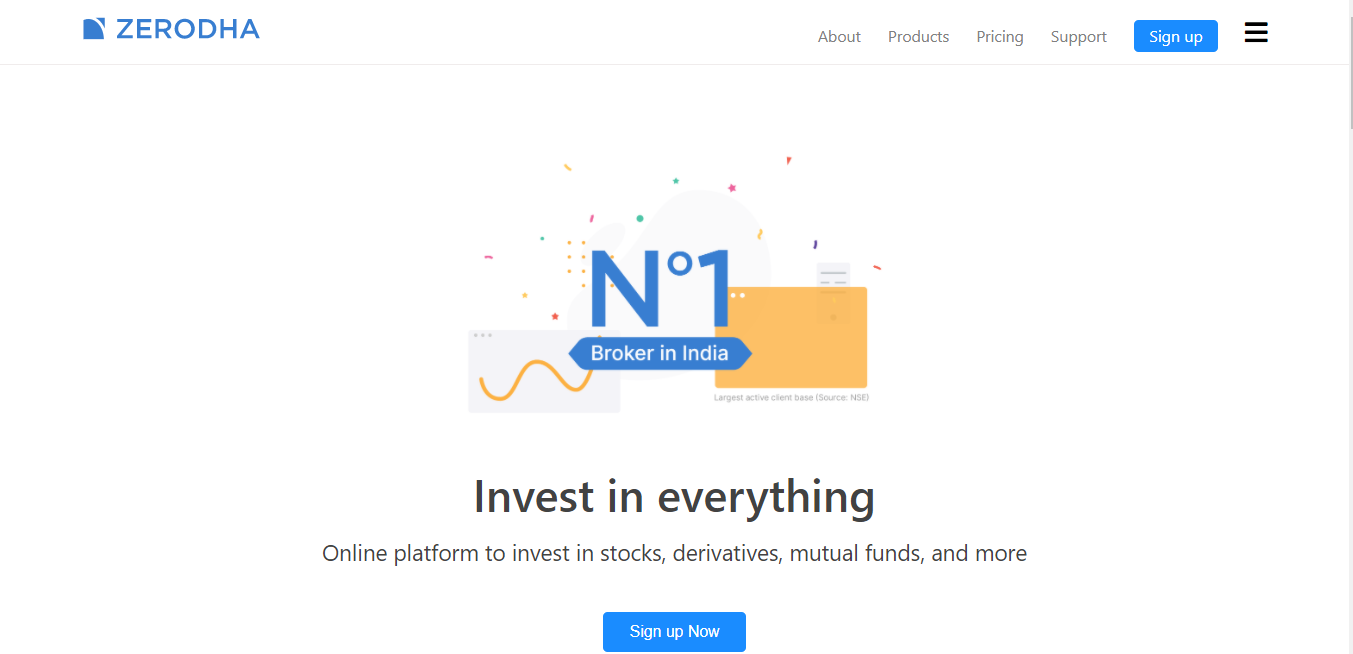 ZERODHA
About Products Pricing Support Sign up
N°1
Broker in India
Largest active client base (Source: NSE)
Invest in everything
Online platform to invest in stocks, derivatives, mutual funds, and more
Sign up Now